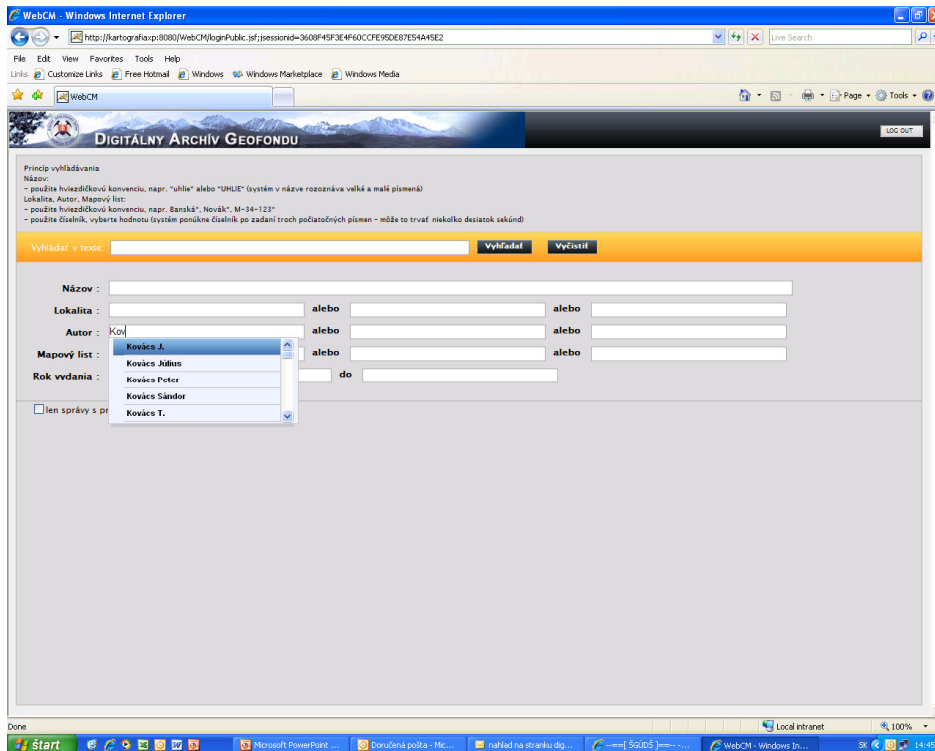 WebCM - Windows Internet Explorer
http://kartografiaxp:8080/WebCM/loginPublic.jsf;jsessionid=3608F45F3E4F60CCFE95DE87E54A45E2
Live Search
File Edit View Favorites Tools Help
Links Customize Links Free Hotmail Windows Windows Marketplace Windows Media
WebCM
Page Tools
DIGITÁLNY ARCHÍV GEOFONDU
LOG OUT
Princíp vyhľadávania
Názov:
- použite hviezdičkovú konvenciu, napr. *uhlie* alebo *UHLIE* (systém v názve rozoznáva velké a malé písmená)
Lokalita, Autor, Mapový list:
- použite hviezdičkovú konvenciu, napr. Banská*, Novák*, M-34-123*
- použite číselník, vyberte hodnotu (systém ponúkne číselník po zadaní troch počiatočných písmen - môže to trvať niekolko desiatok sekúnd)
Vyhľadať v texte:
Vyhľadať
Vyčistiť
Názov :
Lokalita : alebo alebo
Autor : Kov alebo alebo
Mapový list : alebo alebo
Rok vydania : do
Kovács J.
Kovács Július
Kovács Peter
Kovács Sándor
Kovács T.
len správy s pr
Done
Local intranet
100%
štart
Microsoft PowerPoint ...
Doručená pošta - Mic...
nahlad na stranku dig...
---==[ ŠGÚDŠ ]==--- -...
WebCM - Windows In...
SK